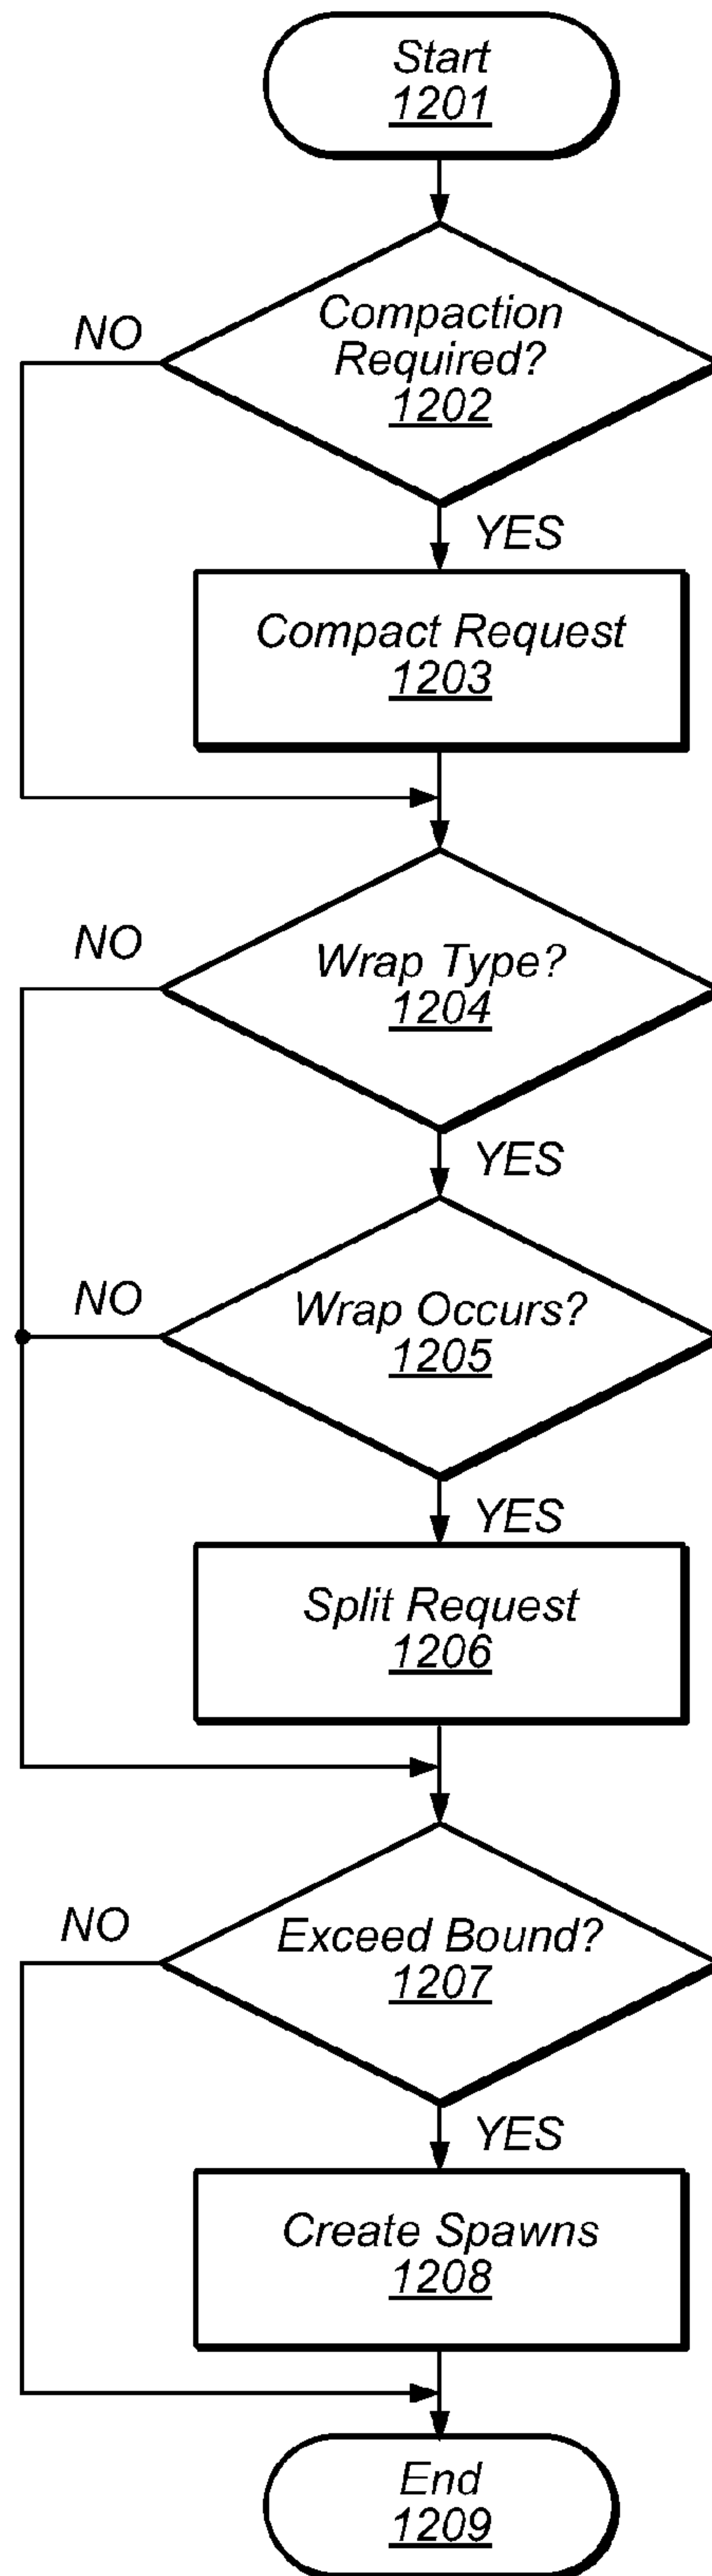 Start
1201
NO
Compaction
Required?
1202
YES
Compact Request
1203
NO
Wrap Type?
1204
YES
NO
Wrap Occurs?
1205
YES
Split Request
1206
NO
Exceed Bound?
1207
YES
Create Spawns
1208
End
1209